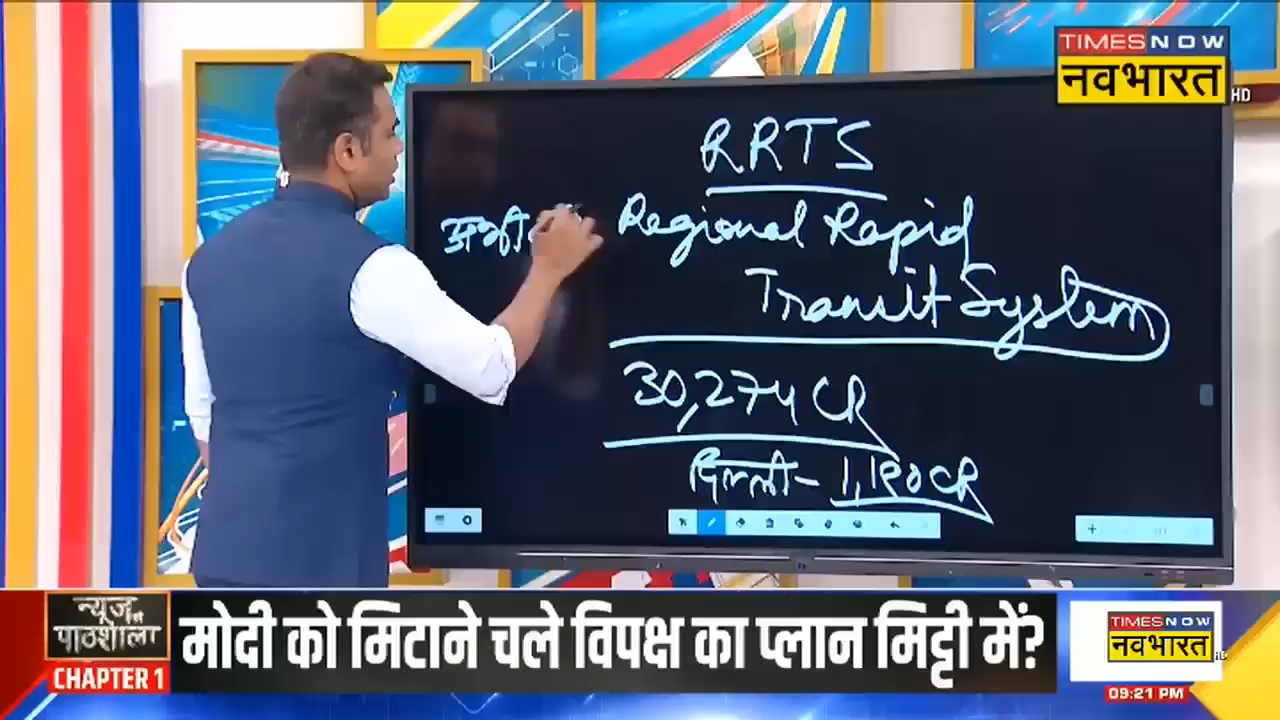 TIMES NOW
नवभारत
HD
RRTS
Regional Rapid
Transit System
30,274 CR
दिल्ली - 1,180 CR
न्यूज़ की पाठशाला
CHAPTER 1
मोदी को मिटाने चले विपक्ष का प्लान मिट्टी में?
TIMES NOW
नवभारत
09:21 PM